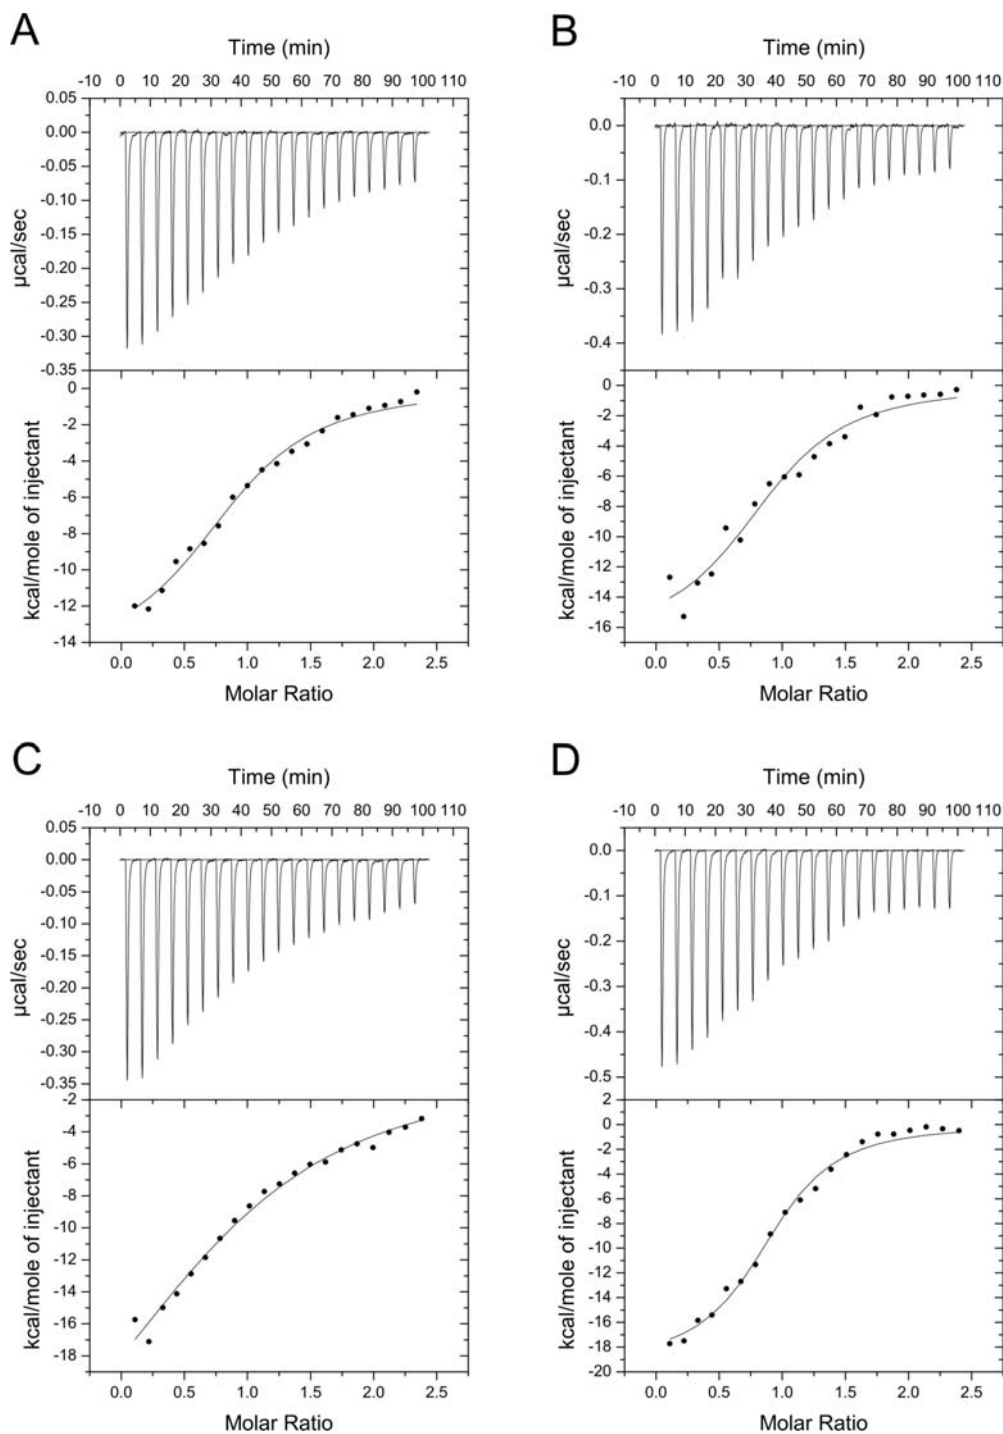 A B
Time (min) Time (min)
-10 0 10 20 30 40 50 60 70 80 90 100 110 -10 0 10 20 30 40 50 60 70 80 90 100 110
0.05
0.00 0.0
-0.05
-0.10 -0.1
-0.15
-0.20 -0.2
-0.25
-0.30 -0.3
-0.35 -0.4
µcal/sec µcal/sec
0 0
-2 -2
-4 -4
-6 -6
-8 -8
-10 -10
-12 -12
-14 -14
-16
kcal/mole of injectant kcal/mole of injectant
0.0 0.5 1.0 1.5 2.0 2.5 0.0 0.5 1.0 1.5 2.0 2.5
Molar Ratio Molar Ratio
C D
Time (min) Time (min)
-10 0 10 20 30 40 50 60 70 80 90 100 110 -10 0 10 20 30 40 50 60 70 80 90 100 110
0.05
0.00 0.0
-0.05
-0.10 -0.1
-0.15
-0.20 -0.2
-0.25 -0.3
-0.30 -0.4
-0.35 -0.5
µcal/sec µcal/sec
-2 2
0
-4 -2
-6 -4
-8 -6
-10 -8
-12 -10
-14 -12
-16 -14
-18 -16
-18
-20
kcal/mole of injectant kcal/mole of injectant
0.0 0.5 1.0 1.5 2.0 2.5 0.0 0.5 1.0 1.5 2.0 2.5
Molar Ratio Molar Ratio